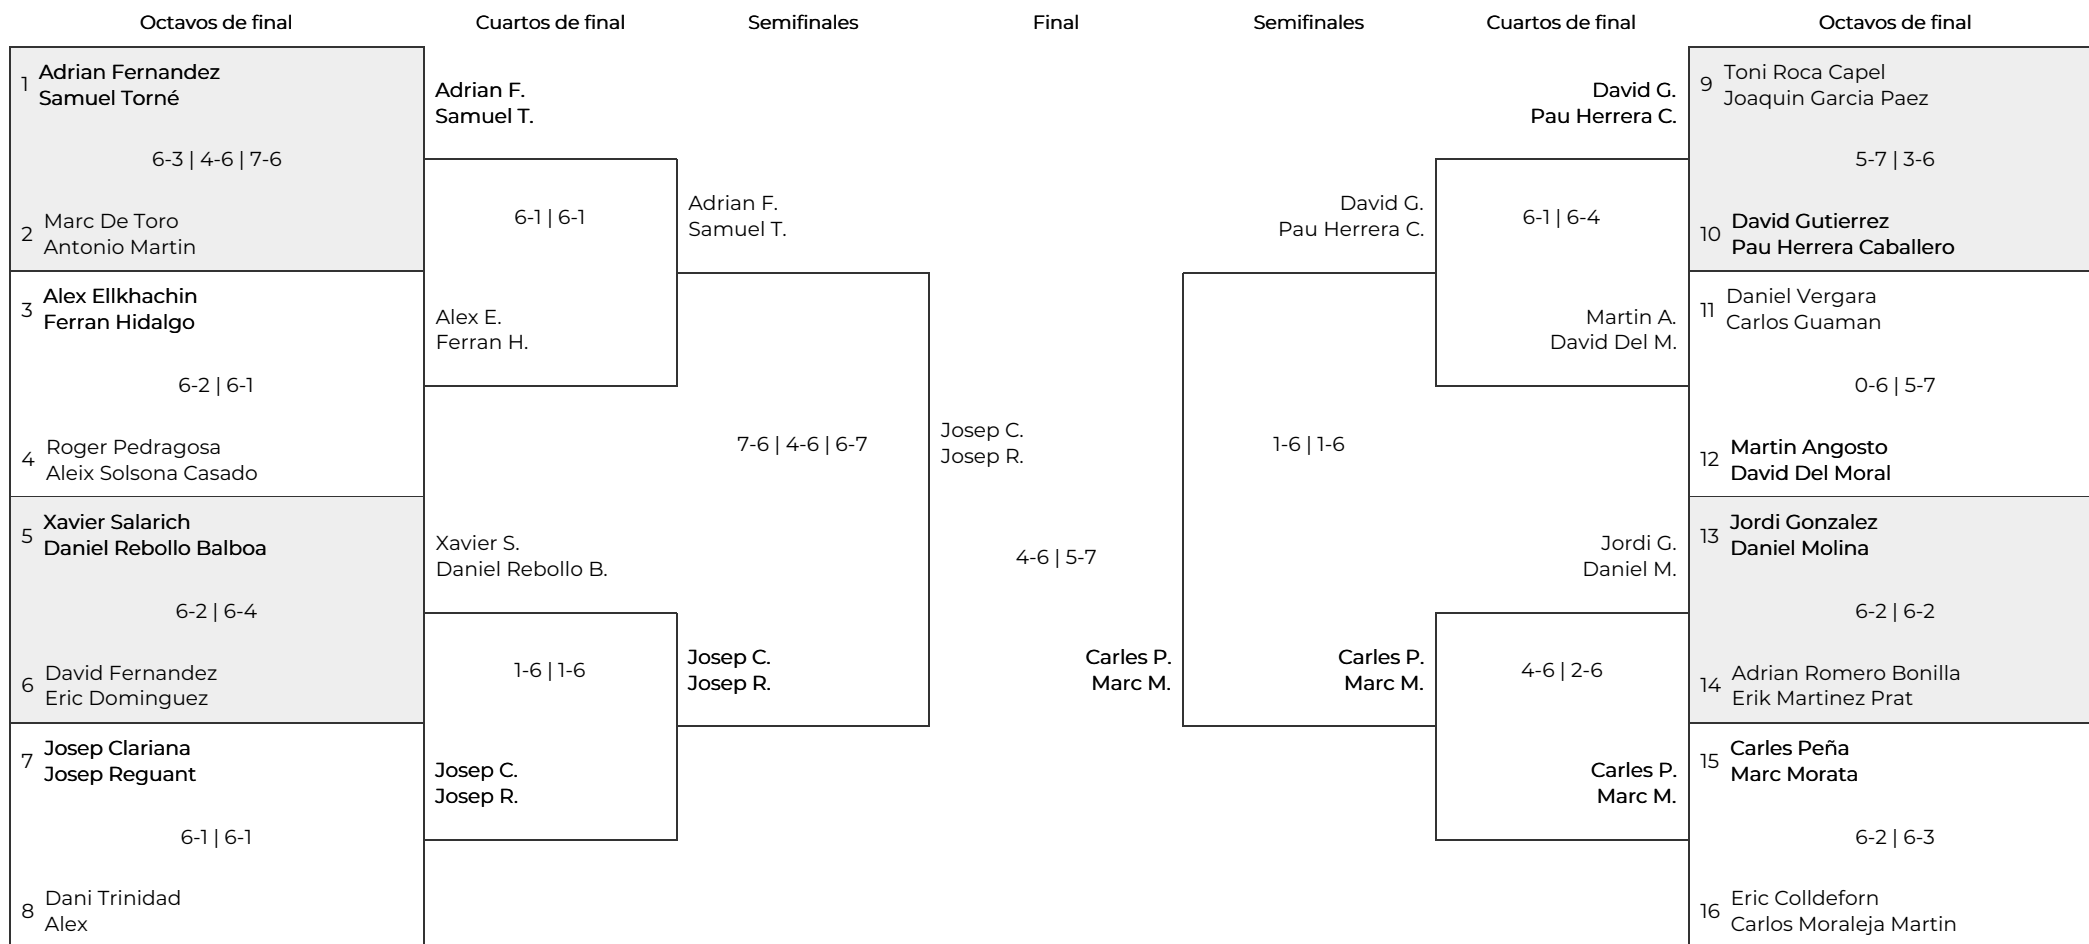 Octavos de final
Cuartos de final
Semifinales
Final
Semifinales
Cuartos de final
Octavos de final
1
Adrian Fernandez
Samuel Torné
6-3 | 4-6 | 7-6
2
Marc De Toro
Antonio Martin
3
Alex Ellkhachin
Ferran Hidalgo
6-2 | 6-1
4
Roger Pedragosa
Aleix Solsona Casado
5
Xavier Salarich
Daniel Rebollo Balboa
6-2 | 6-4
6
David Fernandez
Eric Dominguez
7
Josep Clariana
Josep Reguant
6-1 | 6-1
8
Dani Trinidad
Alex
Adrian F.
Samuel T.
6-1 | 6-1
Alex E.
Ferran H.
Xavier S.
Daniel Rebollo B.
1-6 | 1-6
Josep C.
Josep R.
Adrian F.
Samuel T.
7-6 | 4-6 | 6-7
Josep C.
Josep R.
Josep C.
Josep R.
4-6 | 5-7
Carles P.
Marc M.
David G.
Pau Herrera C.
1-6 | 1-6
Carles P.
Marc M.
David G.
Pau Herrera C.
6-1 | 6-4
Martin A.
David Del M.
Jordi G.
Daniel M.
4-6 | 2-6
Carles P.
Marc M.
9
Toni Roca Capel
Joaquin Garcia Paez
5-7 | 3-6
10
David Gutierrez
Pau Herrera Caballero
11
Daniel Vergara
Carlos Guaman
0-6 | 5-7
12
Martin Angosto
David Del Moral
13
Jordi Gonzalez
Daniel Molina
6-2 | 6-2
14
Adrian Romero Bonilla
Erik Martinez Prat
15
Carles Peña
Marc Morata
6-2 | 6-3
16
Eric Colldeforn
Carlos Moraleja Martin